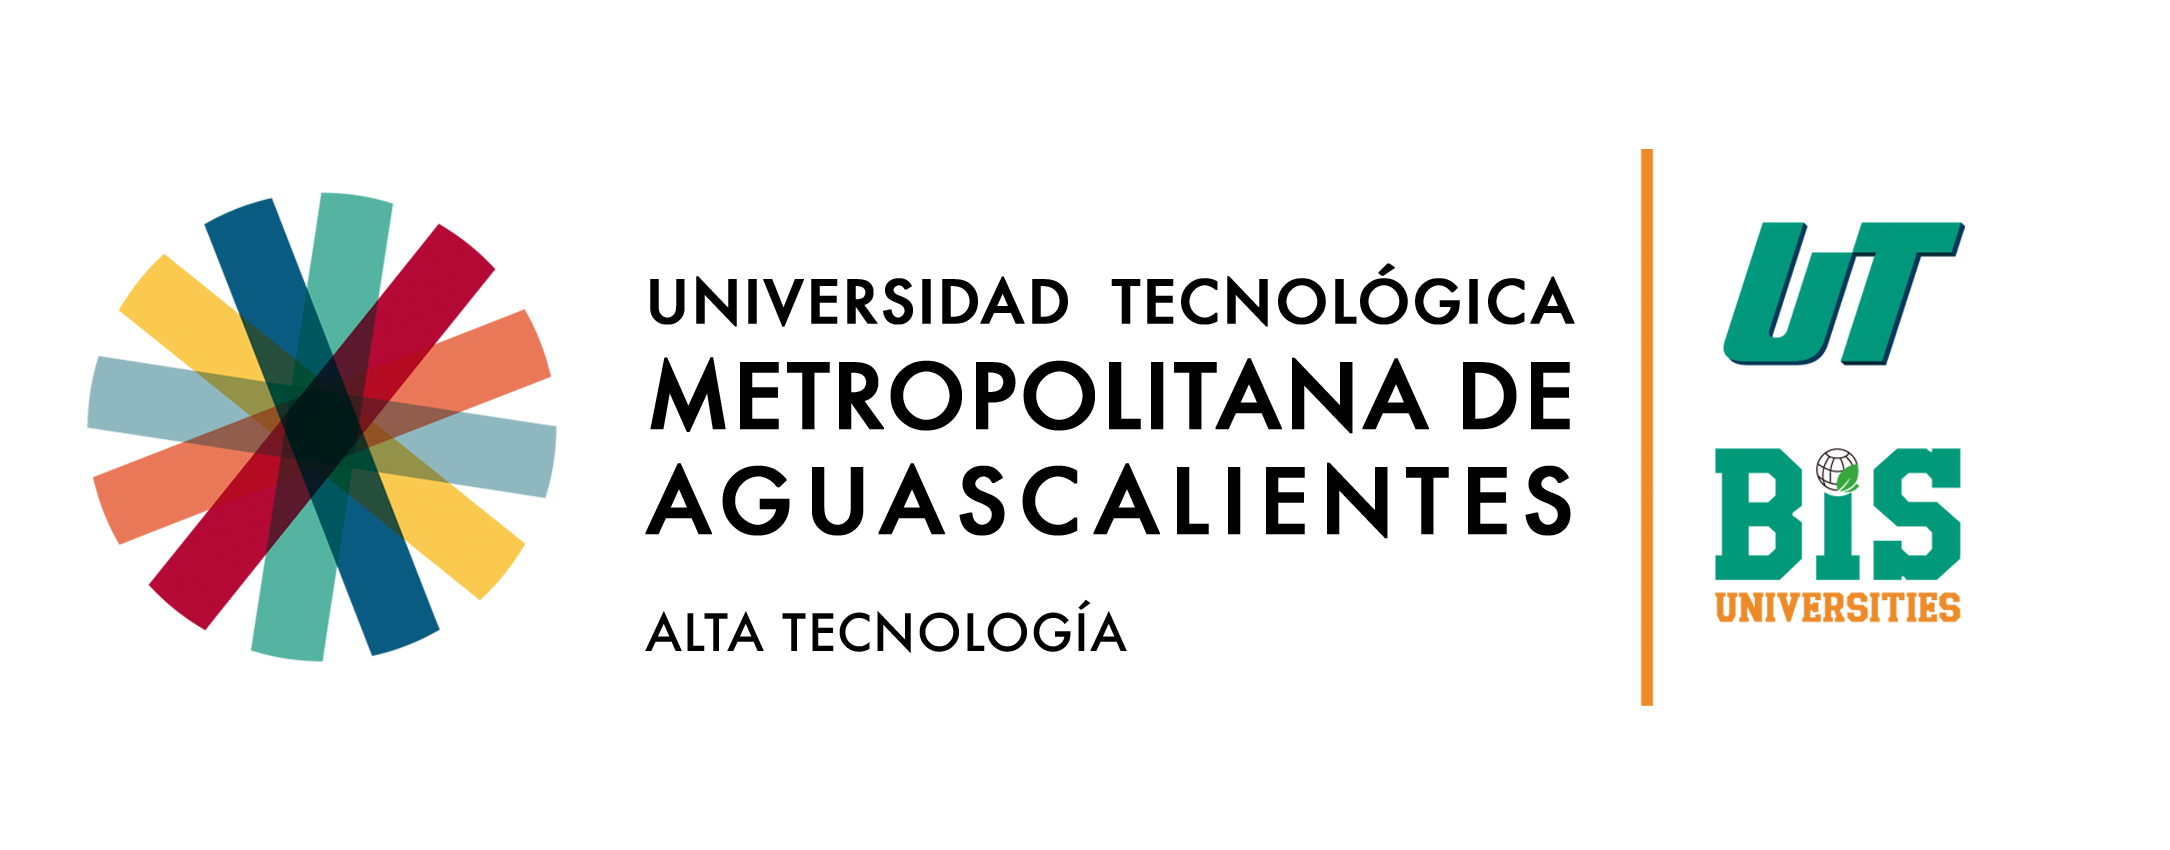 UNIVERSIDAD TECNOLÓGICA
METROPOLITANA DE
AGUASCALIENTES
ALTA TECNOLOGÍA
UT
BiS
UNIVERSITIES